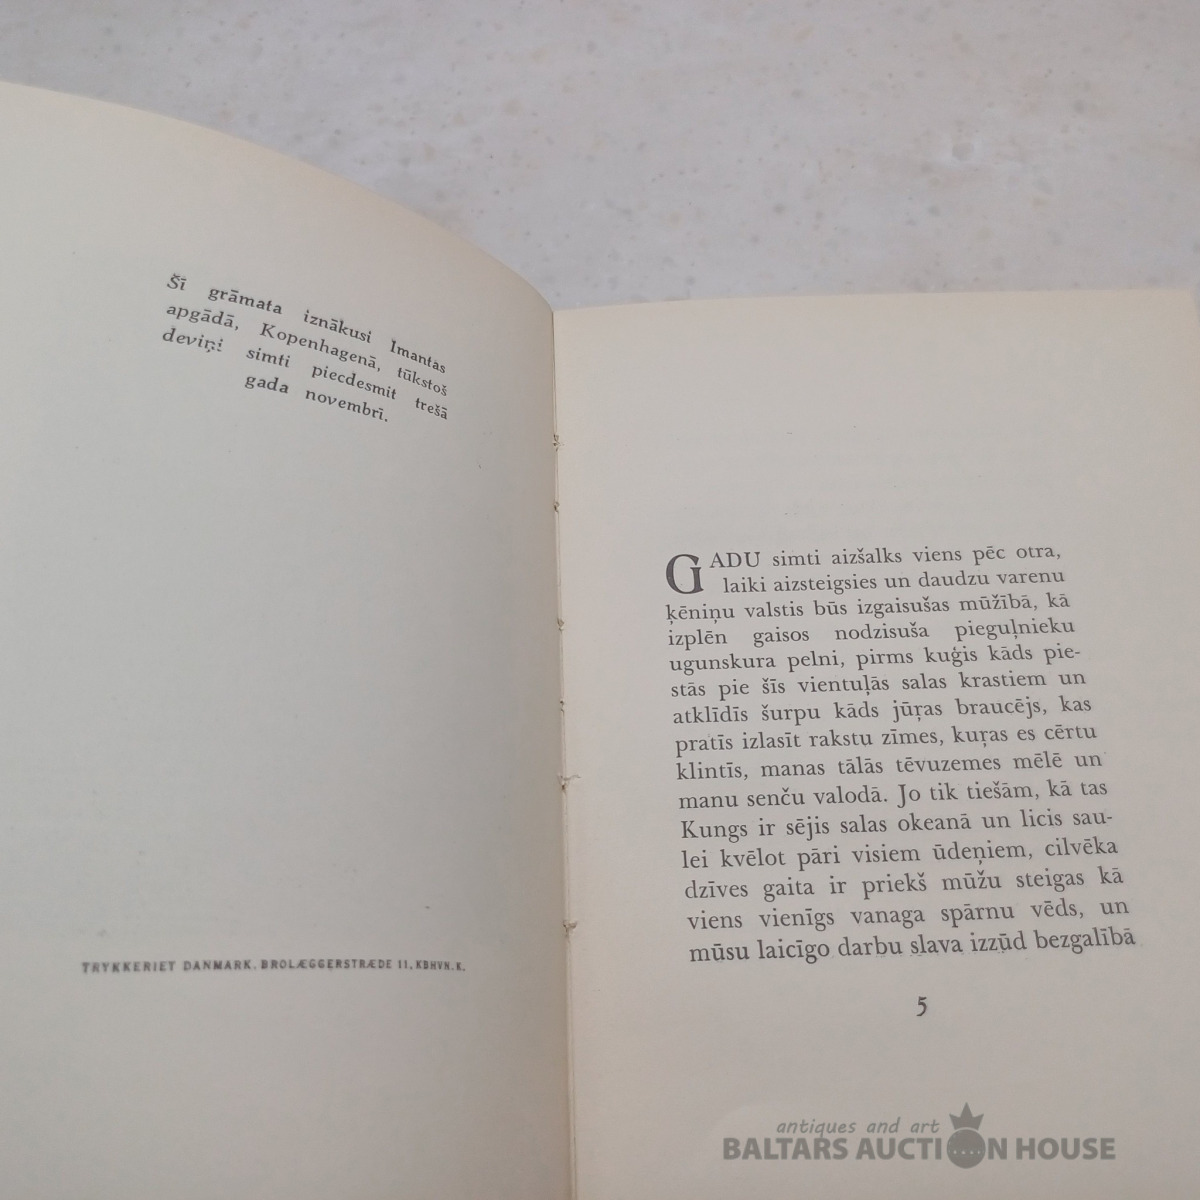 Šī grāmata iznākusi Imantas
apgādā, Kopenhagenā, tūkstoš
deviņi simti piecdesmit trešā
gada novembrī.
TRYKKERIET DANMARK, BROLÆGGERSTRÆDE 11, KBHVN. K.
GADU simti aizšalks viens pēc otra,
laiki aizsteigsies un daudzu varenu
ķēniņu valstis būs izgaisušas mūžībā, kā
izplēn gaisos nodzisuša pieguļnieku
ugunskura pelni, pirms kuģis kāds pie-
stās pie šīs vientuļās salas krastiem un
atklīdīs šurpu kāds jūŗas braucējs, kas
pratīs izlasīt rakstu zīmes, kuŗas es cērtu
klintīs, manas tālās tēvuzemes mēlē un
manu senču valodā. Jo tik tiešām, kā tas
Kungs ir sējis salas okeanā un licis sau-
lei kvēlot pāri visiem ūdeņiem, cilvēka
dzīves gaita ir priekš mūžu steigas kā
viens vienīgs vanaga spārnu vēds, un
mūsu laicīgo darbu slava izzūd bezgalībā
5
antiques and art
BALTARS AUCTION HOUSE